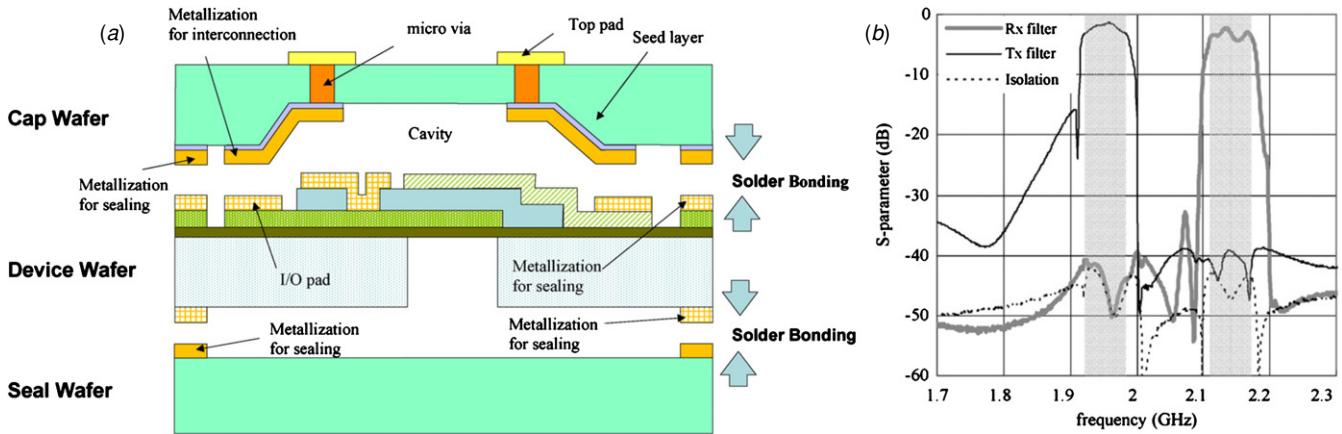 (a)
Metallization
for interconnection
micro via
Top pad
Seed layer
Cap Wafer
Cavity
Metallization
for sealing
Solder Bonding
Device Wafer
I/O pad
Metallization
for sealing
Metallization
for sealing
Metallization
for sealing
Solder Bonding
Seal Wafer
(b)
Rx filter
Tx filter
Isolation
S-parameter (dB)
0
-10
-20
-30
-40
-50
-60
1.7
1.8
1.9
2
2.1
2.2
2.3
frequency (GHz)